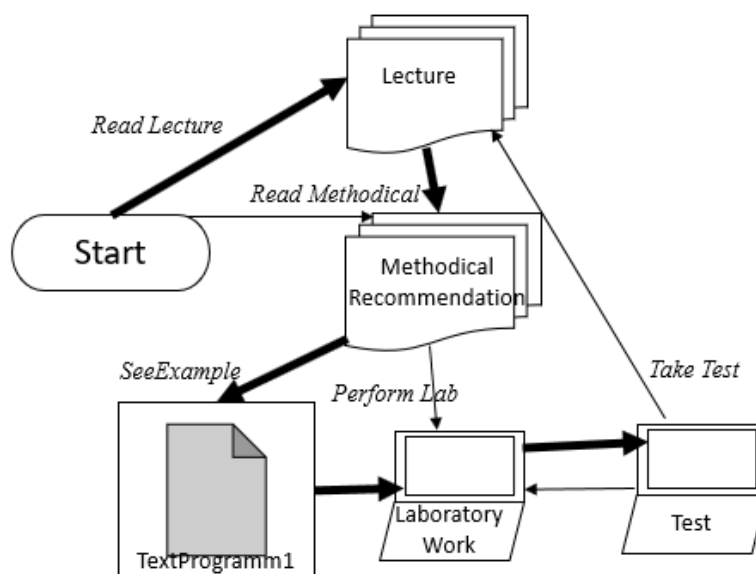 Lecture
Read Lecture
Read Methodical
Start
Methodical
Recommendation
SeeExample
Perform Lab
Take Test
TextProgramm1
Laboratory
Work
Test